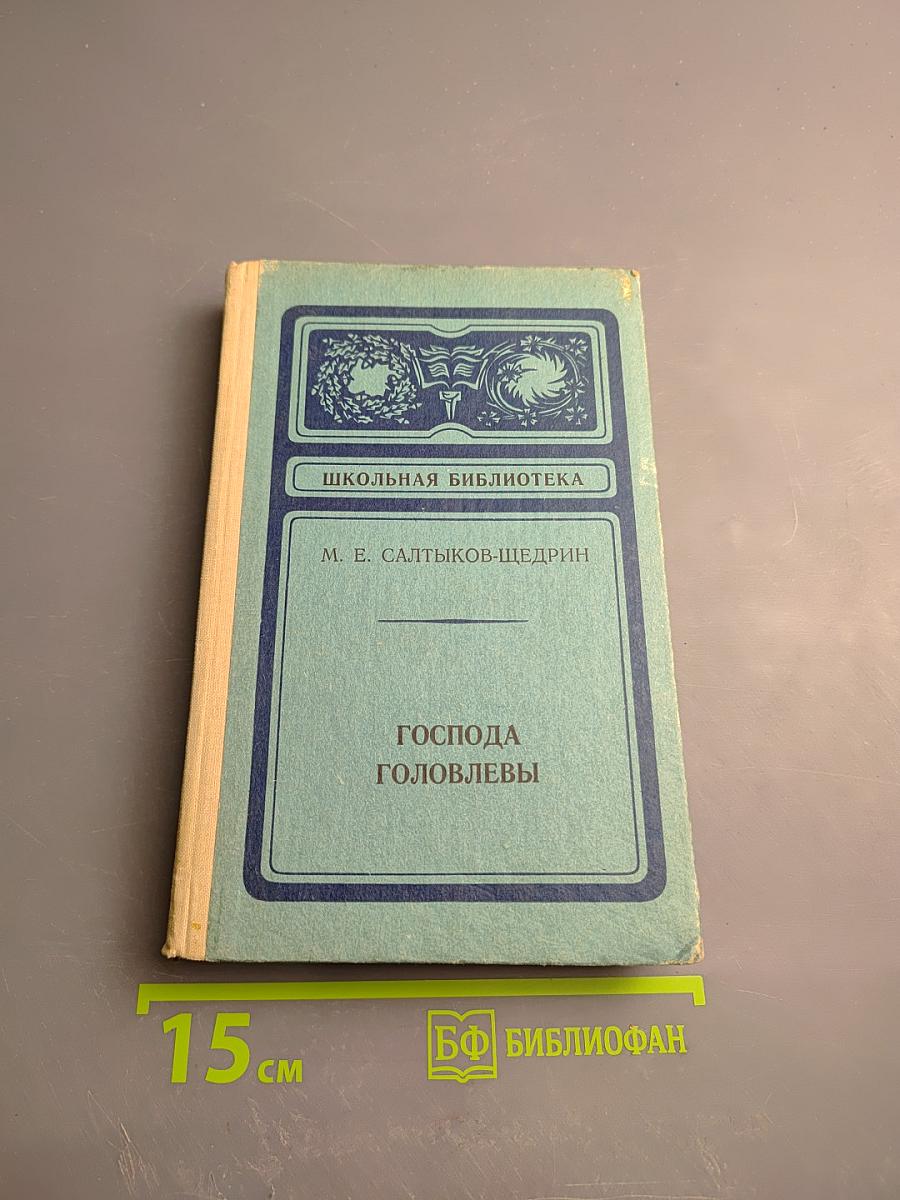 ШКОЛЬНАЯ БИБЛИОТЕКА
М. Е. САЛТЫКОВ-ЩЕДРИН
ГОСПОДА
ГОЛОВЛЕВЫ
15 см
БФ БИБЛИОФАН